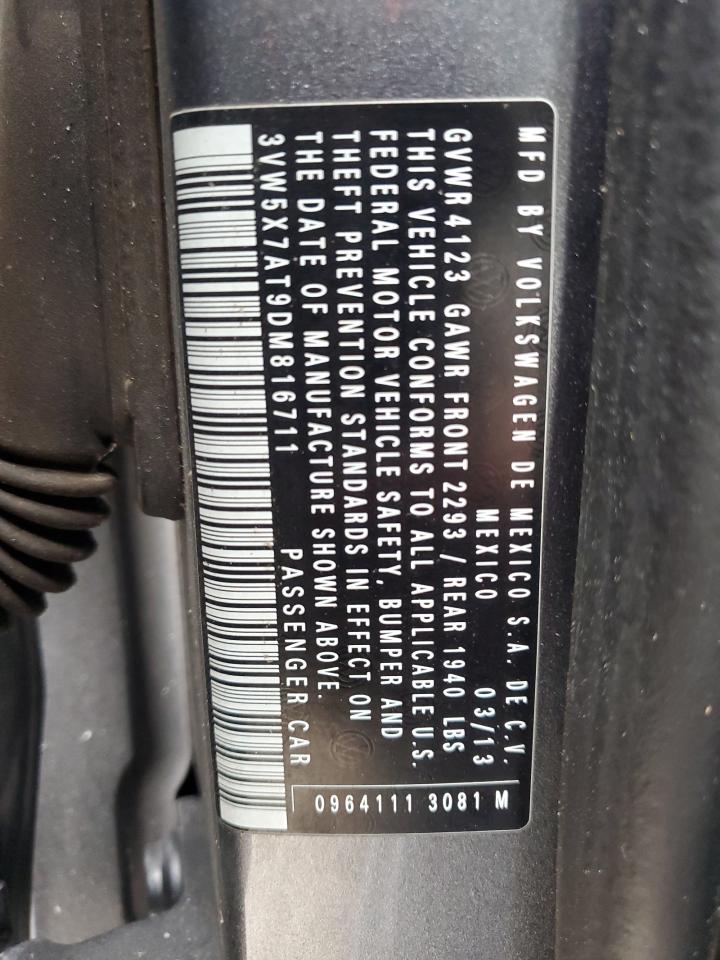 MFD BY VOLKSWAGEN DE MEXICO S.A. DE C.V.
MEXICO 03/13
GVWR 4123 GAWR FRONT 2293 / REAR 1940 LBS
THIS VEHICLE CONFORMS TO ALL APPLICABLE U.S.
FEDERAL MOTOR VEHICLE SAFETY, BUMPER AND
THEFT PREVENTION STANDARDS IN EFFECT ON
THE DATE OF MANUFACTURE SHOWN ABOVE.
3VW5X7AT9DM816711 PASSENGER CAR
0964111 3081 M